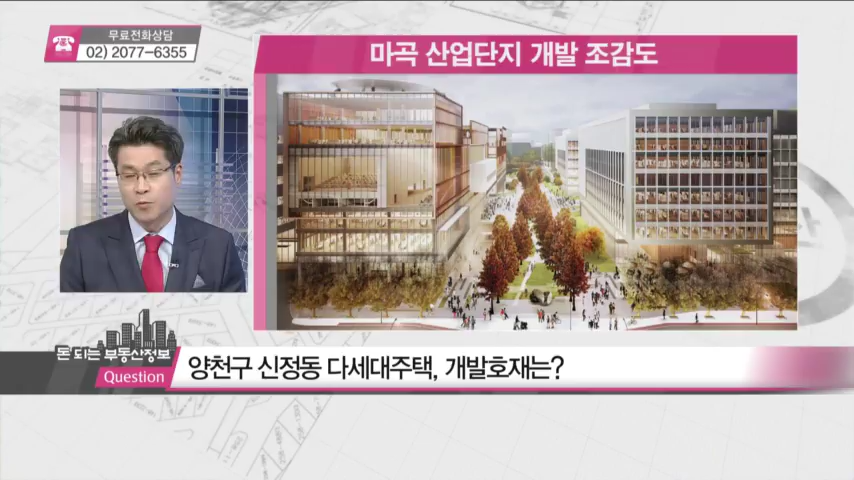 무료전화상담
02) 2077-6355
마곡 산업단지 개발 조감도
돈 되는 부동산정보
Question
양천구 신정동 다세대주택, 개발호재는?